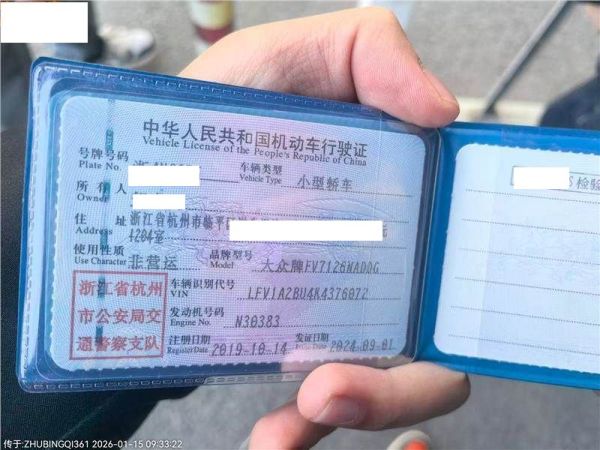 中华人民共和国机动车行驶证
Vehicle License of the People's Republic of China
号牌号码
Plate No.
车辆类型 小型轿车
Vehicle Type
所有人
Owner
住址 浙江省杭州市临平区
Address 1204室
使用性质 非营运
Use Character
品牌型号 大众牌FV7126WADDG
Model
浙江省杭州
市公安局交
通警察支队
车辆识别代号
VIN LFV1A2BU4K4376072
发动机号码
Engine No. N30383
注册日期 2019-10-14
Register Date
发证日期 2024-09-01
Issue Date
检验
传于:ZHUBINGQI361 2026-01-15 09:33:22